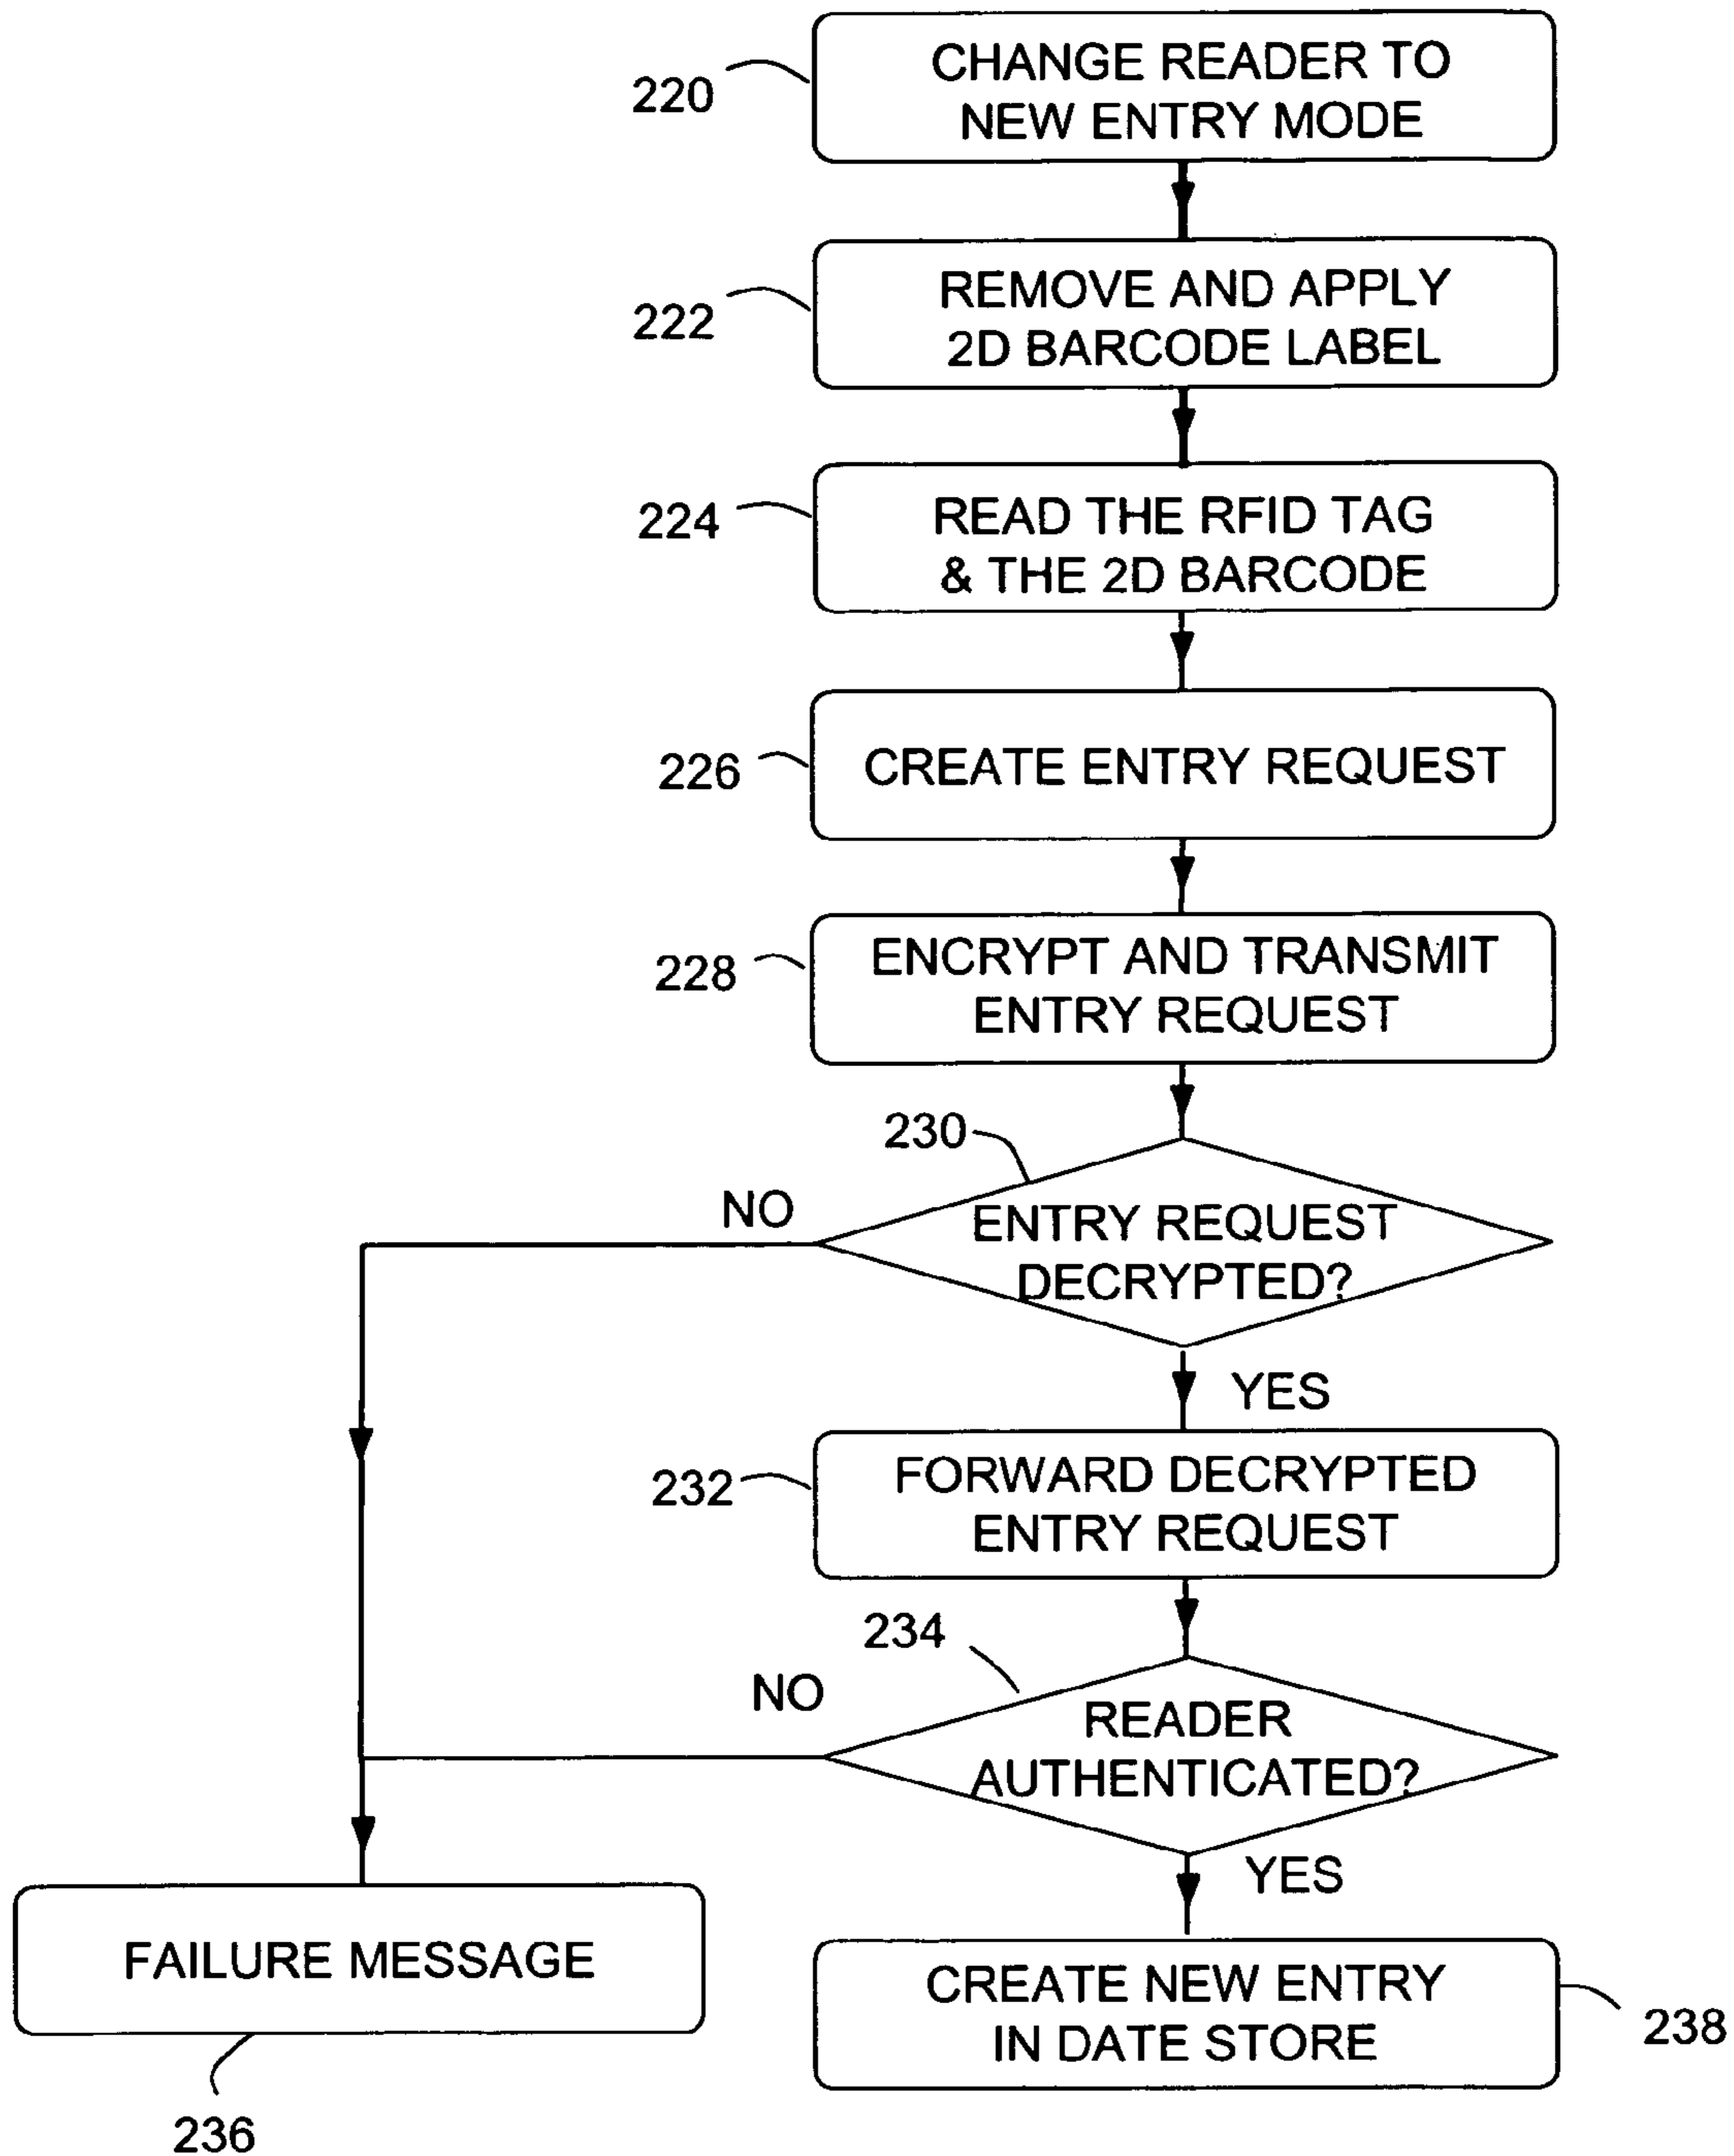 220
CHANGE READER TO
NEW ENTRY MODE
222
REMOVE AND APPLY
2D BARCODE LABEL
224
READ THE RFID TAG
& THE 2D BARCODE
226
CREATE ENTRY REQUEST
228
ENCRYPT AND TRANSMIT
ENTRY REQUEST
230
NO
ENTRY REQUEST
DECRYPTED?
YES
232
FORWARD DECRYPTED
ENTRY REQUEST
234
NO
READER
AUTHENTICATED?
YES
FAILURE MESSAGE
236
CREATE NEW ENTRY
IN DATE STORE
238